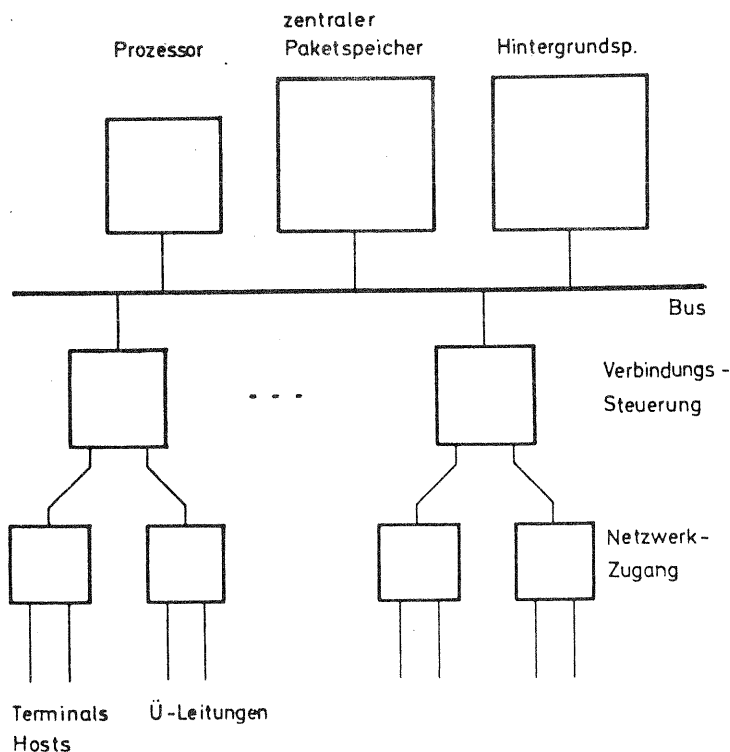 Prozessor
zentraler
Paketspeicher
Hintergrundsp.
Bus
Verbindungs-
Steuerung
Netzwerk-
Zugang
Terminals
Hosts
Ü-Leitungen